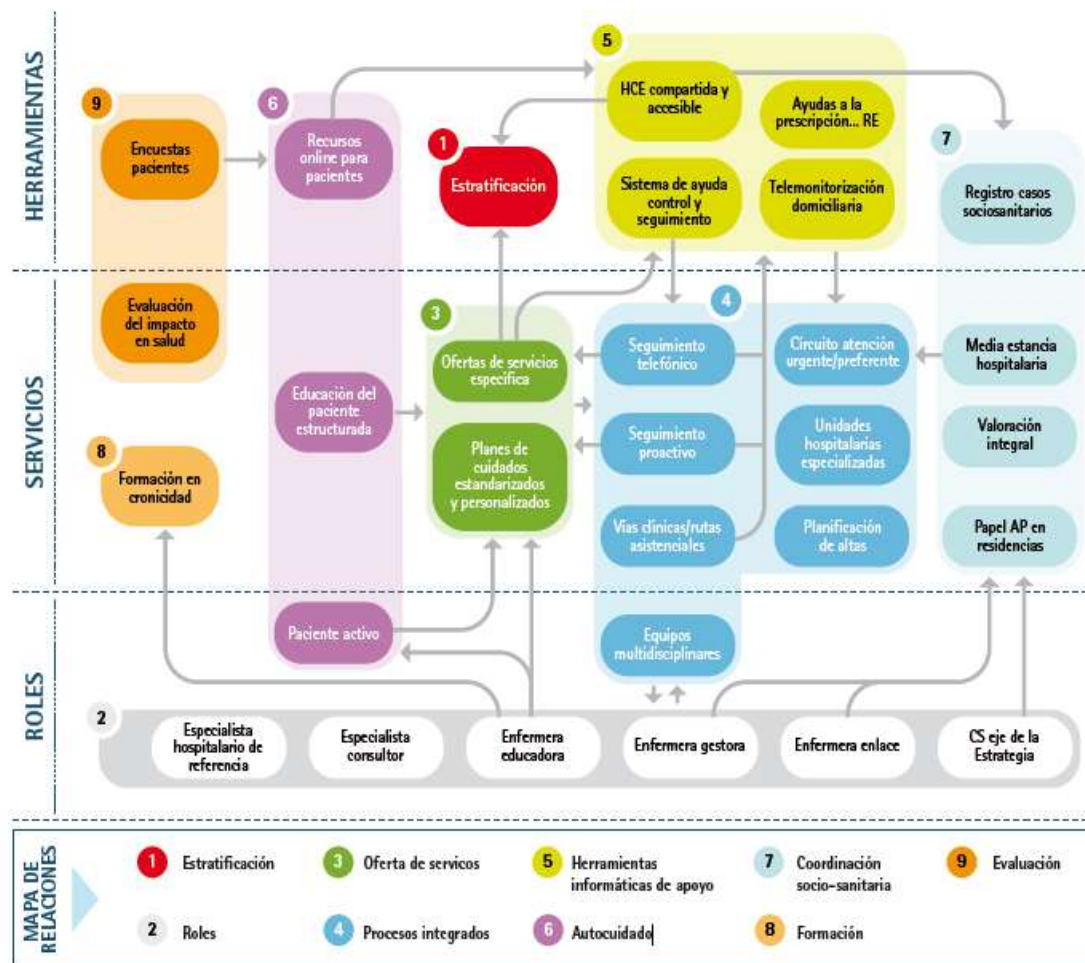 HERRAMIENTAS
9
Encuestas
pacientes
6
Recursos
online para
pacientes
1
Estratificación
5
HCE compartida y
accesible
Ayudas a la
prescripción... RE
Sistema de ayuda
control y
seguimiento
Telemonitorización
domiciliaria
7
Registro casos
sociosanitarios
SERVICIOS
Evaluación
del impacto
en salud
8
Formación en
cronicidad
Educación del
paciente
estructurada
3
Ofertas de servicios
específica
Planes de
cuidados
estandarizados
y personalizados
4
Seguimiento
telefónico
Circuito atención
urgente/preferente
Seguimiento
proactivo
Unidades
hospitalarias
especializadas
Vías clínicas/rutas
asistenciales
Planificación
de altas
Media estancia
hospitalaria
Valoración
integral
Papel AP en
residencias
ROLES
Paciente activo
Equipos
multidisciplinares
2
Especialista
hospitalario de
referencia
Especialista
consultor
Enfermera
educadora
Enfermera gestora
Enfermera enlace
CS eje de la
Estrategia
MAPA DE
RELACIONES
1 Estratificación
3 Oferta de servicos
5 Herramientas
informáticas de apoyo
7 Coordinación
socio-sanitaria
9 Evaluación
2 Roles
4 Procesos integrados
6 Autocuidado
8 Formación